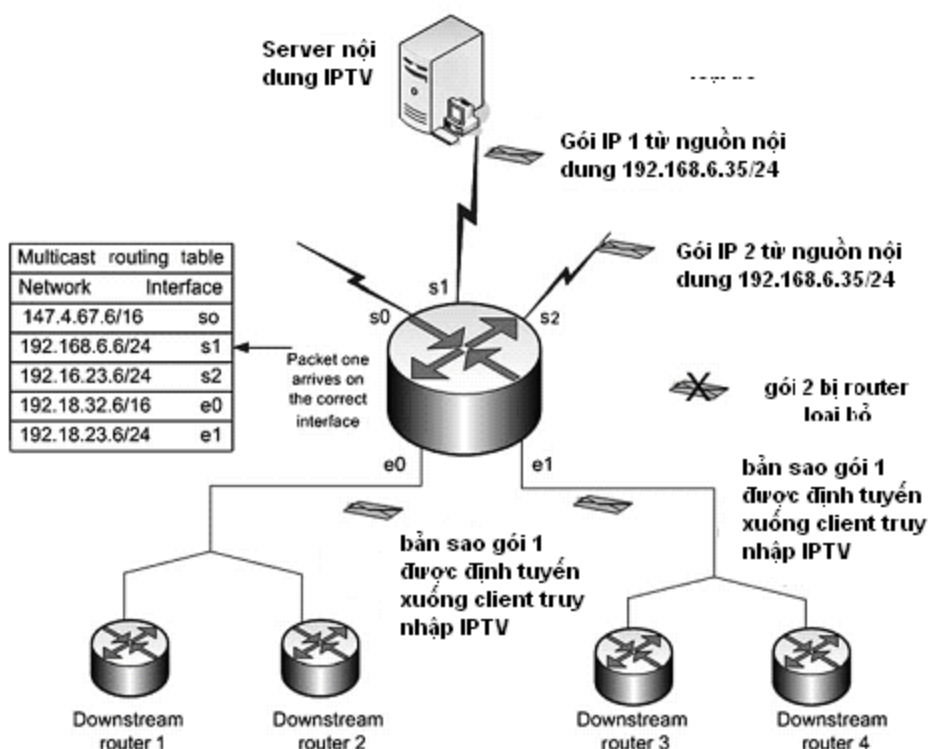 Server nội
dung IPTV
Gói IP 1 từ nguồn nội
dung 192.168.6.35/24
Gói IP 2 từ nguồn nội
dung 192.168.6.35/24
s1
s0
s2
Multicast routing table
Network Interface
147.4.67.6/16 so
192.168.6.6/24 s1
192.16.23.6/24 s2
192.18.32.6/16 e0
192.18.23.6/24 e1
Packet one
arrives on
the correct
interface
gói 2 bị router
loại bỏ
e0
e1
bản sao gói 1
được định tuyến
xuống client truy
nhập IPTV
bản sao gói 1
được định tuyến
xuống client truy
nhập IPTV
Downstream
router 1
Downstream
router 2
Downstream
router 3
Downstream
router 4